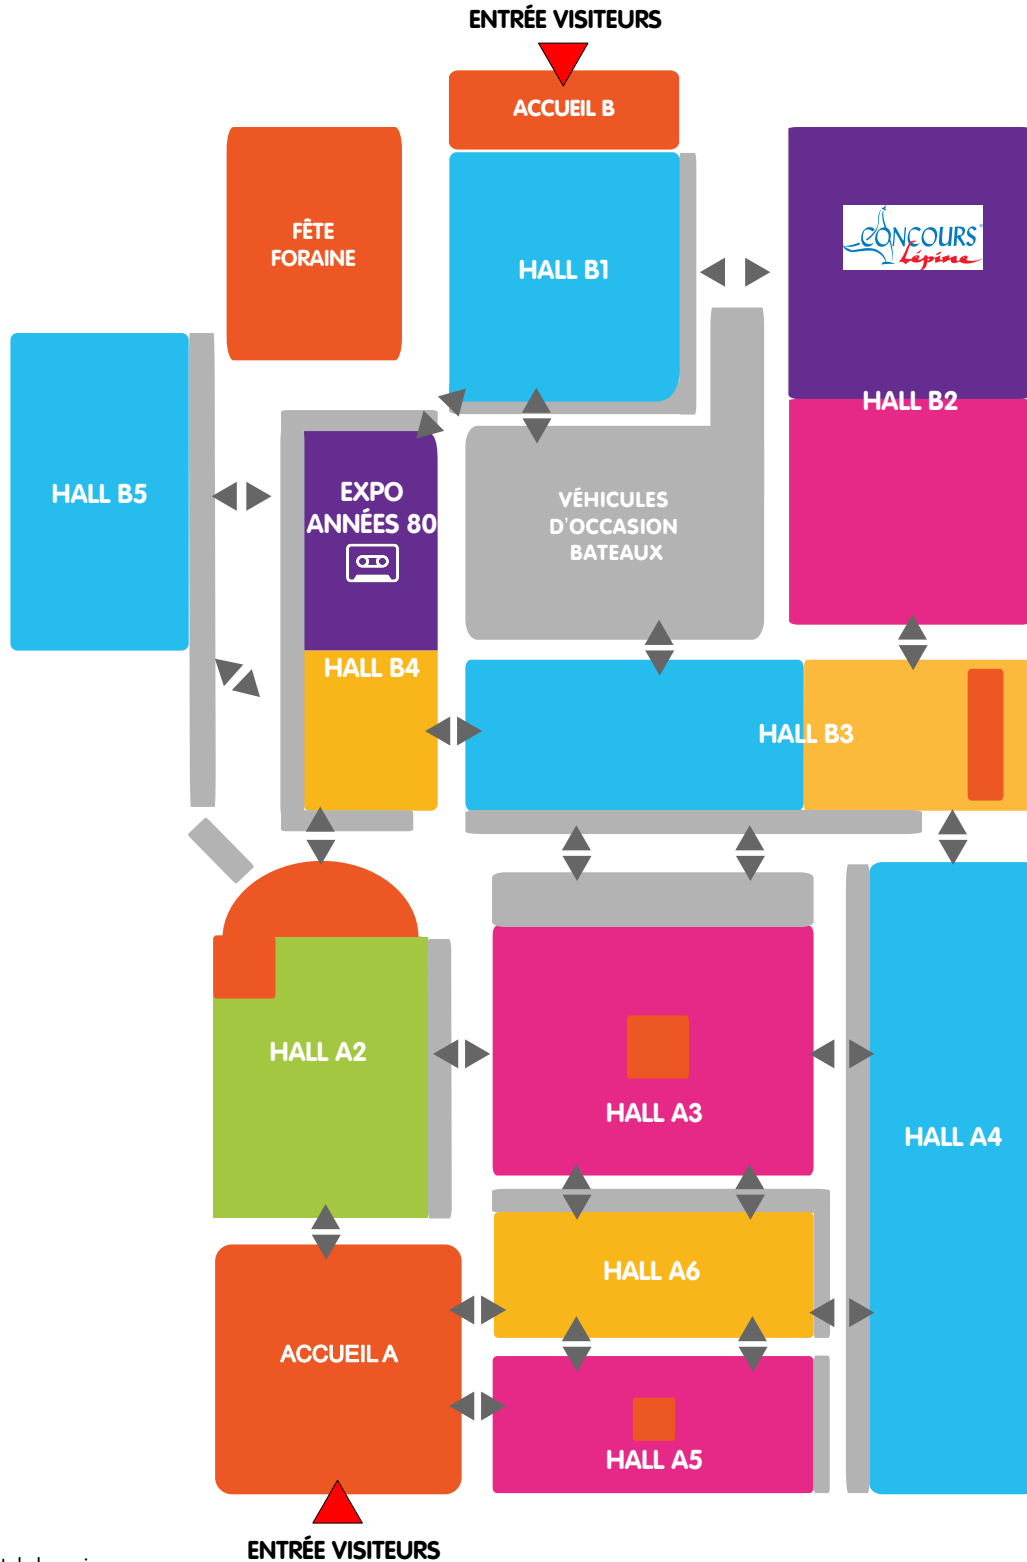 ENTRÉE VISITEURS
ACCUEIL B
FÊTE
FORAINE
HALL B1
CONCOURS
Lépine
HALL B2
HALL B5
EXPO
ANNÉES 80
VÉHICULES
D'OCCASION
BATEAUX
HALL B4
HALL B3
HALL A2
HALL A3
HALL A4
HALL A6
ACCUEIL A
HALL A5
ENTRÉE VISITEURS